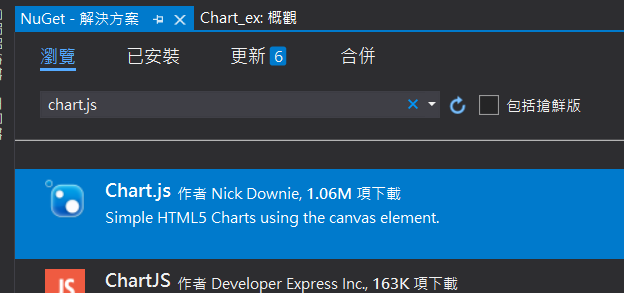 NuGet - 解決方案 Chart_ex: 概觀
瀏覽 已安裝 更新 6 合併
chart.js 包括搶鮮版
Chart.js 作者 Nick Downie, 1.06M 項下載
Simple HTML5 Charts using the canvas element.
JS ChartJS 作者 Developer Express Inc., 163K 項下載